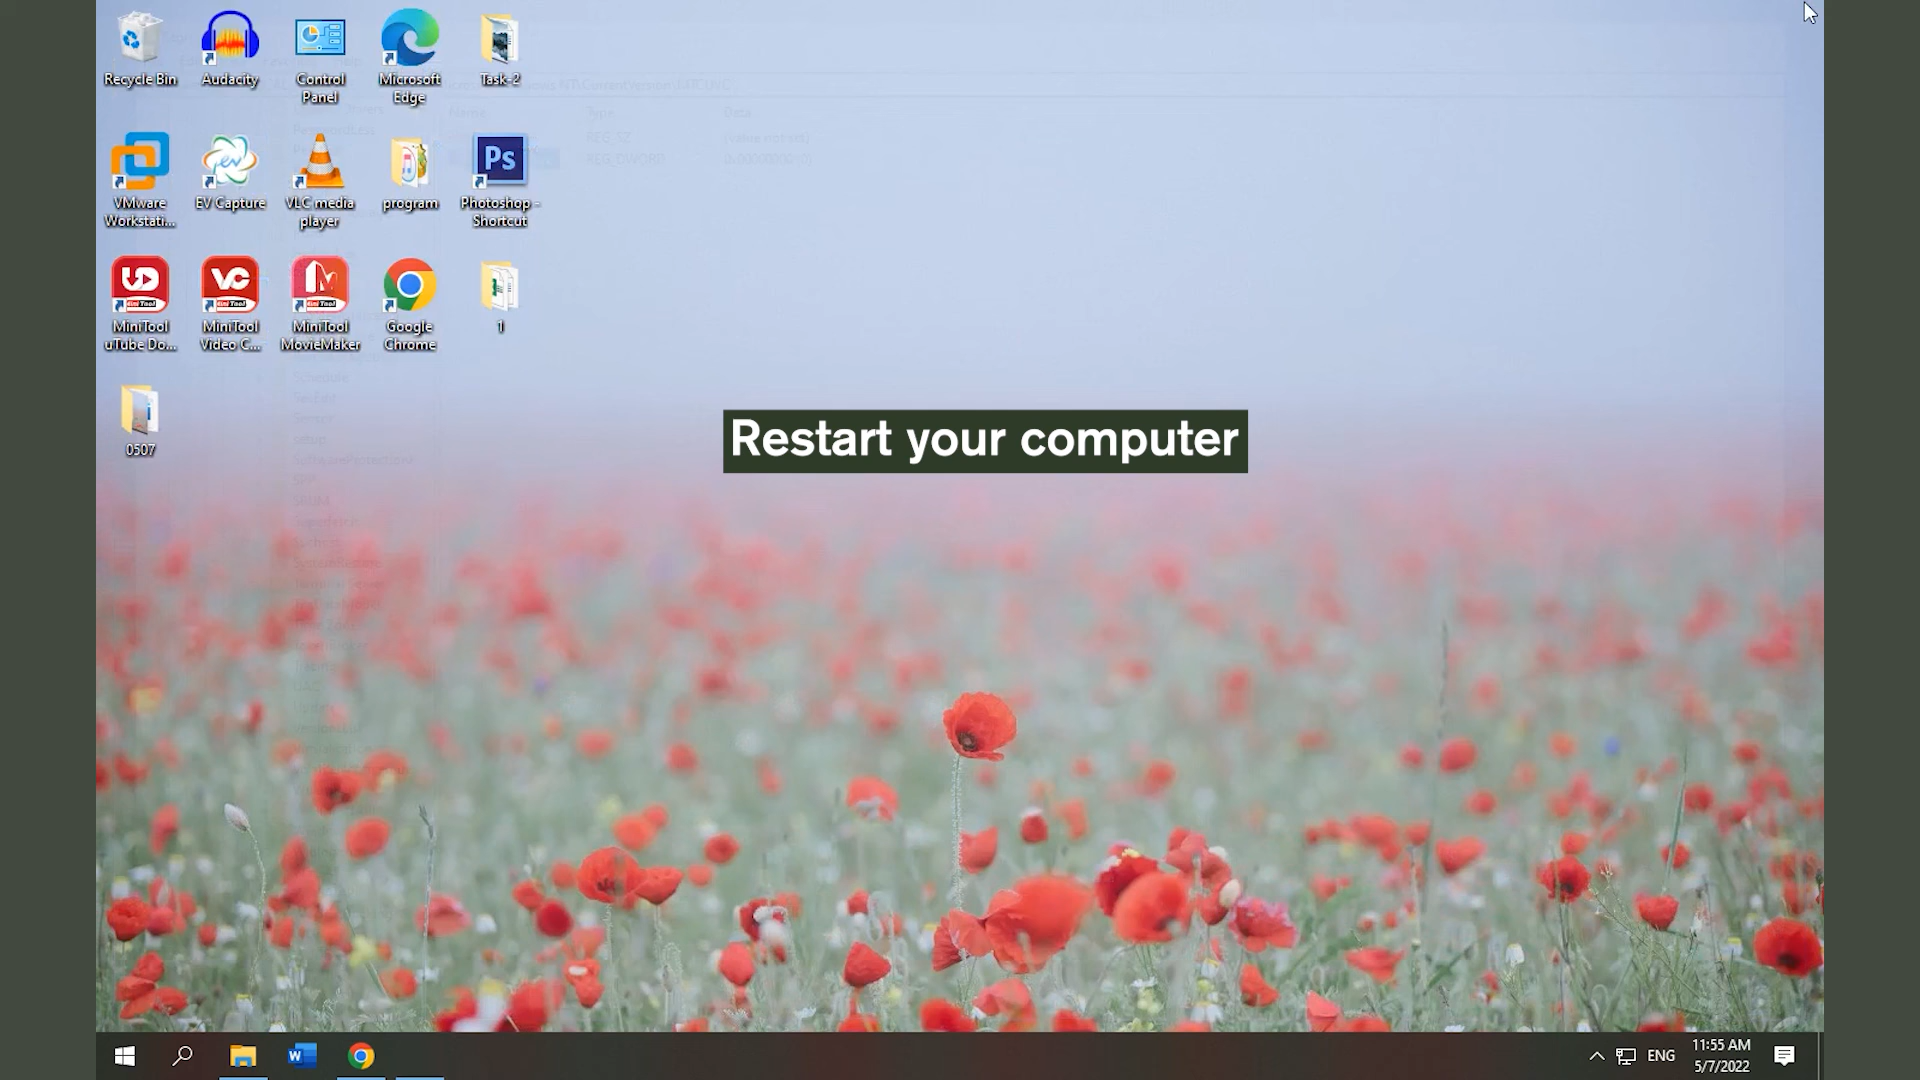 Recycle Bin
Audacity
Control
Panel
Microsoft
Edge
Task-2
VMware
Workstati...
EV Capture
VLC media
player
program
Ps
Photoshop -
Shortcut
MiniTool
uTube Do...
MiniTool
Video C...
MiniTool
MovieMaker
Google
Chrome
1
0507
Restart your computer
ENG
11:55 AM
5/7/2022